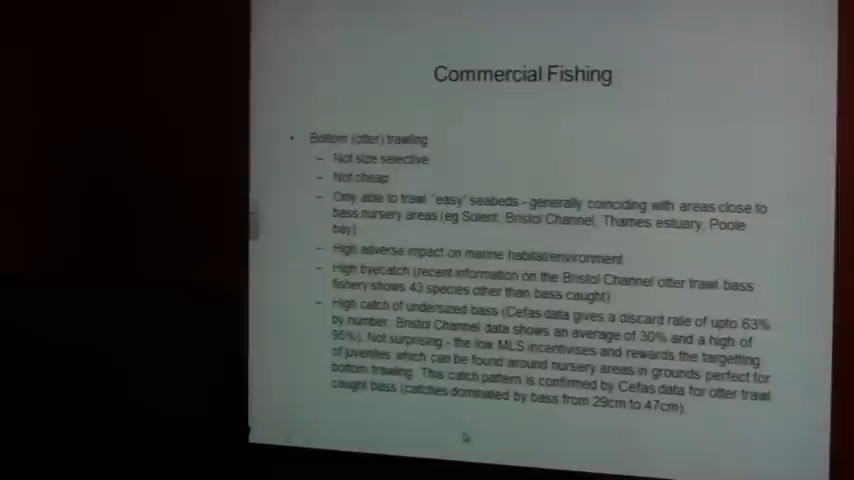 Commercial Fishing
• Bottom (otter) trawling
– Not size selective
– Not cheap
– Only able to trawl "easy" seabeds - generally coinciding with areas close to
bass nursery areas (eg Solent, Bristol Channel, Thames estuary, Poole
bay)
– High adverse impact on marine habitat/environment
– High byecatch (recent information on the Bristol Channel otter trawl bass
fishery shows 43 species other than bass caught)
– High catch of undersized bass (Cefas data gives a discard rate of upto 63%
by number. Bristol Channel data shows an average of 30% and a high of
95%). Not surprising - the low MLS incentivises and rewards the targetting
of juveniles which can be found around nursery areas in grounds perfect for
bottom trawling. This catch pattern is confirmed by Cefas data for otter trawl
caught bass (catches dominated by bass from 29cm to 47cm)